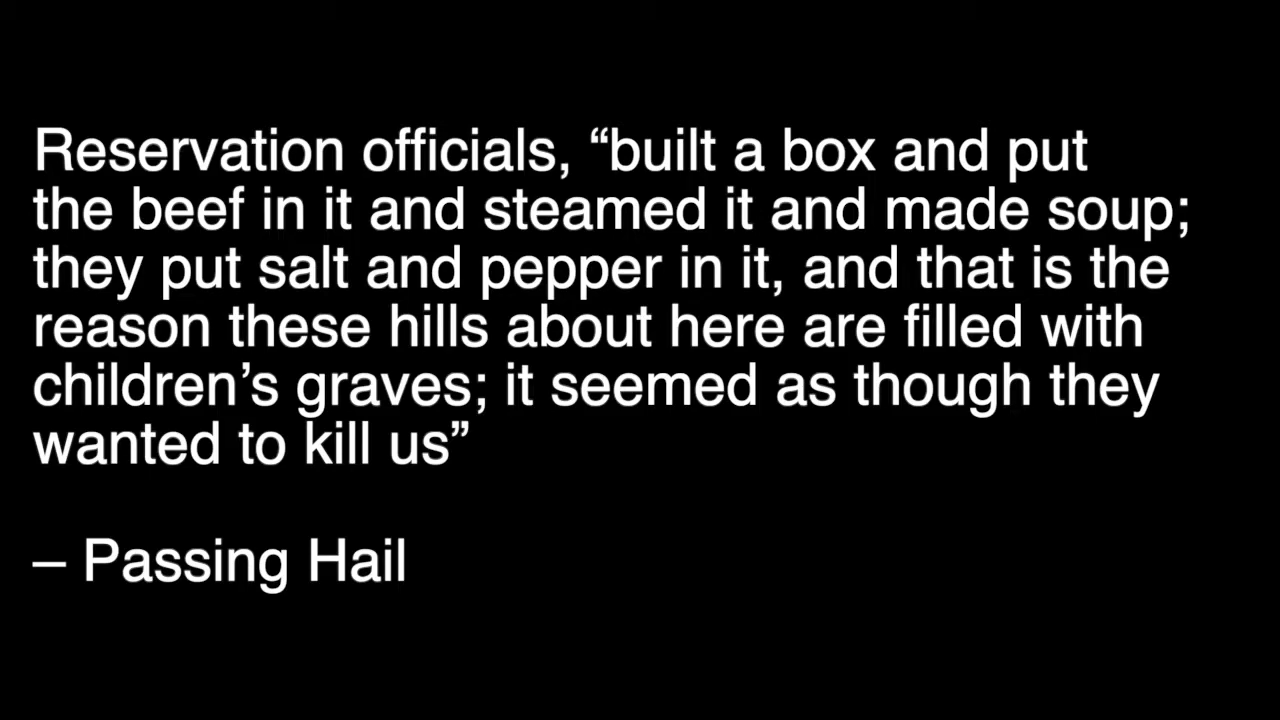 Reservation officials, “built a box and put
the beef in it and steamed it and made soup;
they put salt and pepper in it, and that is the
reason these hills about here are filled with
children’s graves; it seemed as though they
wanted to kill us”
– Passing Hail